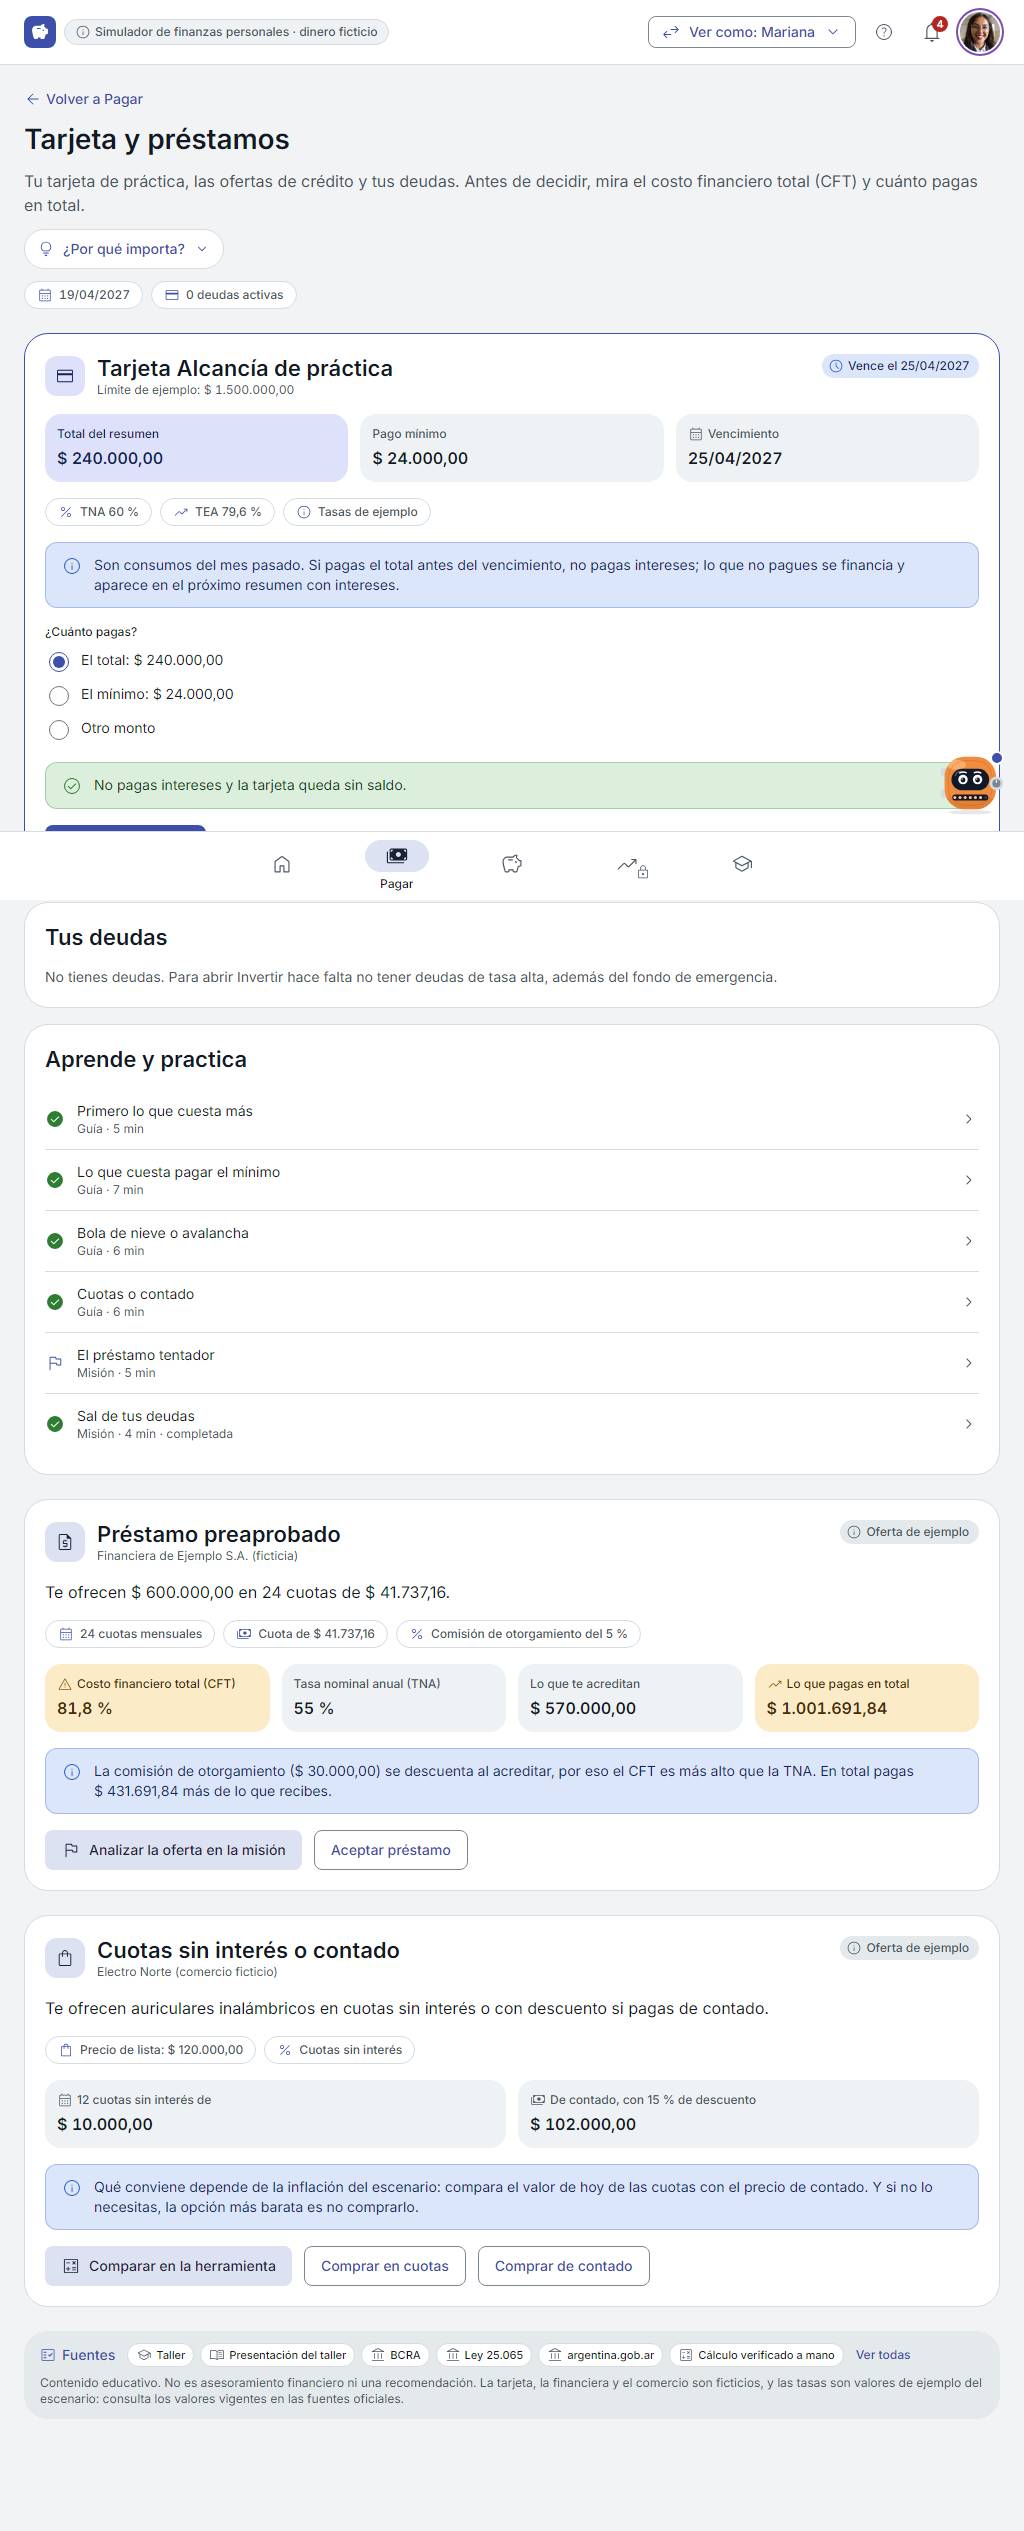 Simulador de finanzas personales · dinero ficticio
Ver como: Mariana
4
Volver a Pagar
Tarjeta y préstamos
Tu tarjeta de práctica, las ofertas de crédito y tus deudas. Antes de decidir, mira el costo financiero total (CFT) y cuánto pagas
en total.
¿Por qué importa?
19/04/2027
0 deudas activas
Tarjeta Alcancía de práctica
Límite de ejemplo: $ 1.500.000,00
Vence el 25/04/2027
Total del resumen
$ 240.000,00
Pago mínimo
$ 24.000,00
Vencimiento
25/04/2027
TNA 60 %
TEA 79,6 %
Tasas de ejemplo
Son consumos del mes pasado. Si pagas el total antes del vencimiento, no pagas intereses; lo que no pagues se financia y
aparece en el próximo resumen con intereses.
¿Cuánto pagas?
El total: $ 240.000,00
El mínimo: $ 24.000,00
Otro monto
No pagas intereses y la tarjeta queda sin saldo.
Pagar
Tus deudas
No tienes deudas. Para abrir Invertir hace falta no tener deudas de tasa alta, además del fondo de emergencia.
Aprende y practica
Primero lo que cuesta más
Guía · 5 min
Lo que cuesta pagar el mínimo
Guía · 7 min
Bola de nieve o avalancha
Guía · 6 min
Cuotas o contado
Guía · 6 min
El préstamo tentador
Misión · 5 min
Sal de tus deudas
Misión · 4 min · completada
Préstamo preaprobado
Financiera de Ejemplo S.A. (ficticia)
Oferta de ejemplo
Te ofrecen $ 600.000,00 en 24 cuotas de $ 41.737,16.
24 cuotas mensuales
Cuota de $ 41.737,16
Comisión de otorgamiento del 5 %
Costo financiero total (CFT)
81,8 %
Tasa nominal anual (TNA)
55 %
Lo que te acreditan
$ 570.000,00
Lo que pagas en total
$ 1.001.691,84
La comisión de otorgamiento ($ 30.000,00) se descuenta al acreditar, por eso el CFT es más alto que la TNA. En total pagas
$ 431.691,84 más de lo que recibes.
Analizar la oferta en la misión
Aceptar préstamo
Cuotas sin interés o contado
Electro Norte (comercio ficticio)
Oferta de ejemplo
Te ofrecen auriculares inalámbricos en cuotas sin interés o con descuento si pagas de contado.
Precio de lista: $ 120.000,00
Cuotas sin interés
12 cuotas sin interés de
$ 10.000,00
De contado, con 15 % de descuento
$ 102.000,00
Qué conviene depende de la inflación del escenario: compara el valor de hoy de las cuotas con el precio de contado. Y si no lo
necesitas, la opción más barata es no comprarlo.
Comparar en la herramienta
Comprar en cuotas
Comprar de contado
Fuentes
Taller
Presentación del taller
BCRA
Ley 25.065
argentina.gob.ar
Cálculo verificado a mano
Ver todas
Contenido educativo. No es asesoramiento financiero ni una recomendación. La tarjeta, la financiera y el comercio son ficticios, y las tasas son valores de ejemplo del
escenario: consulta los valores vigentes en las fuentes oficiales.